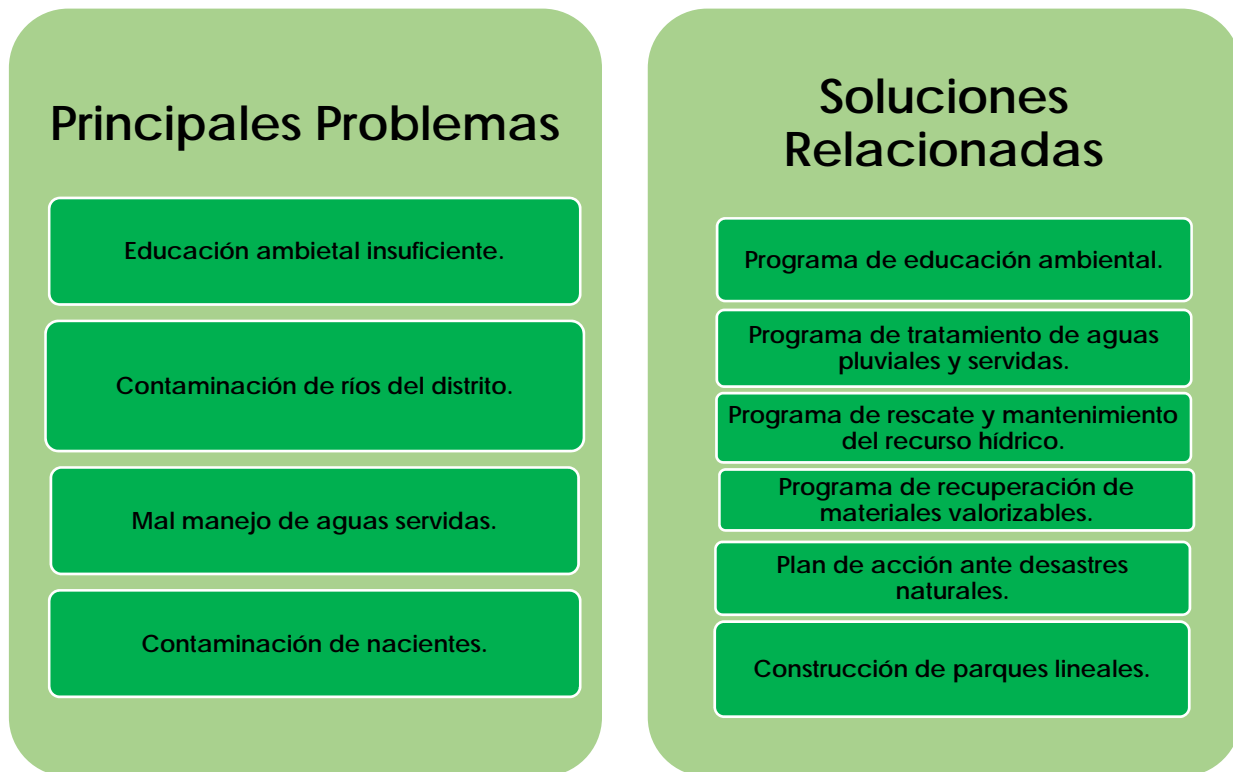 Principales Problemas
Educación ambietal insuficiente.
Contaminación de ríos del distrito.
Mal manejo de aguas servidas.
Contaminación de nacientes.
Soluciones
Relacionadas
Programa de educación ambiental.
Programa de tratamiento de aguas
pluviales y servidas.
Programa de rescate y mantenimiento
del recurso hídrico.
Programa de recuperación de
materiales valorizables.
Plan de acción ante desastres
naturales.
Construcción de parques lineales.